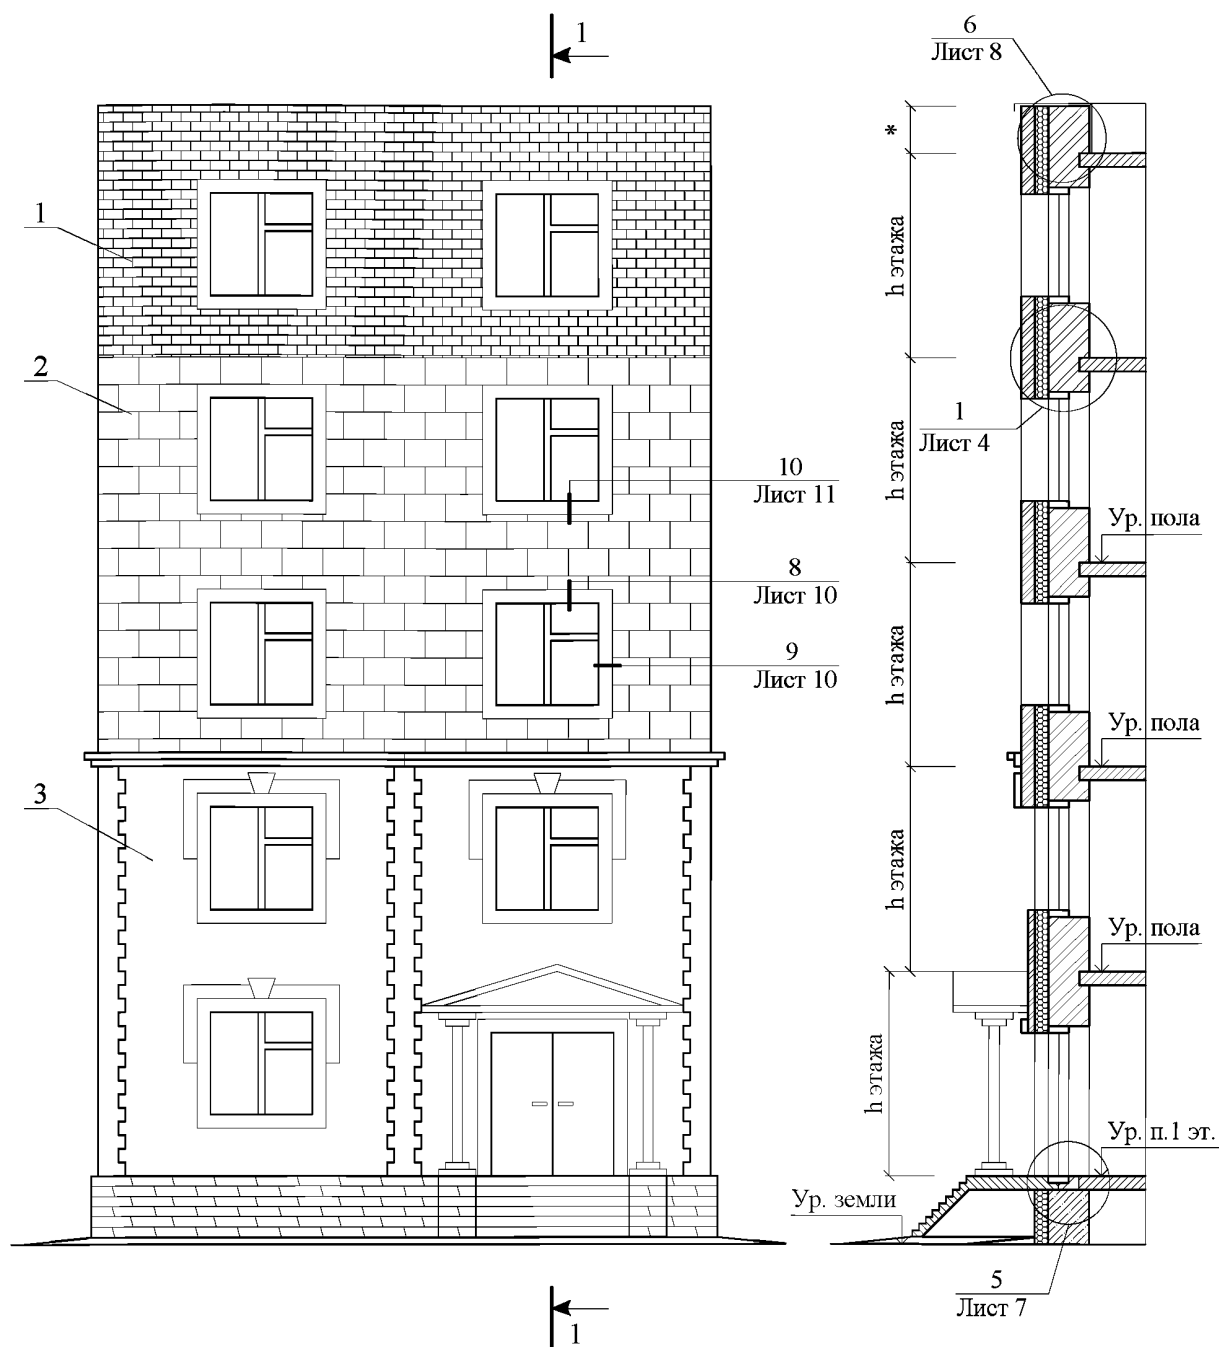 1
6
Лист 8
*
h этажа
1
2
1
Лист 4
h этажа
10
Лист 11
Ур. пола
8
Лист 10
9
Лист 10
h этажа
Ур. пола
3
h этажа
Ур. пола
h этажа
Ур. п.1 эт.
Ур. земли
5
Лист 7
1